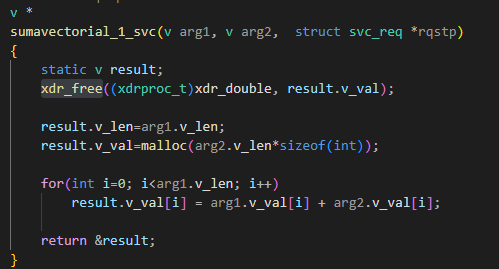 v *
sumavectorial_1_svc(v arg1, v arg2,  struct svc_req *rqstp)
{
    static v result;
    xdr_free((xdrproc_t)xdr_double, result.v_val);

    result.v_len=arg1.v_len;
    result.v_val=malloc(arg2.v_len*sizeof(int));

    for(int i=0; i<arg1.v_len; i++)
        result.v_val[i] = arg1.v_val[i] + arg2.v_val[i];

    return &result;
}